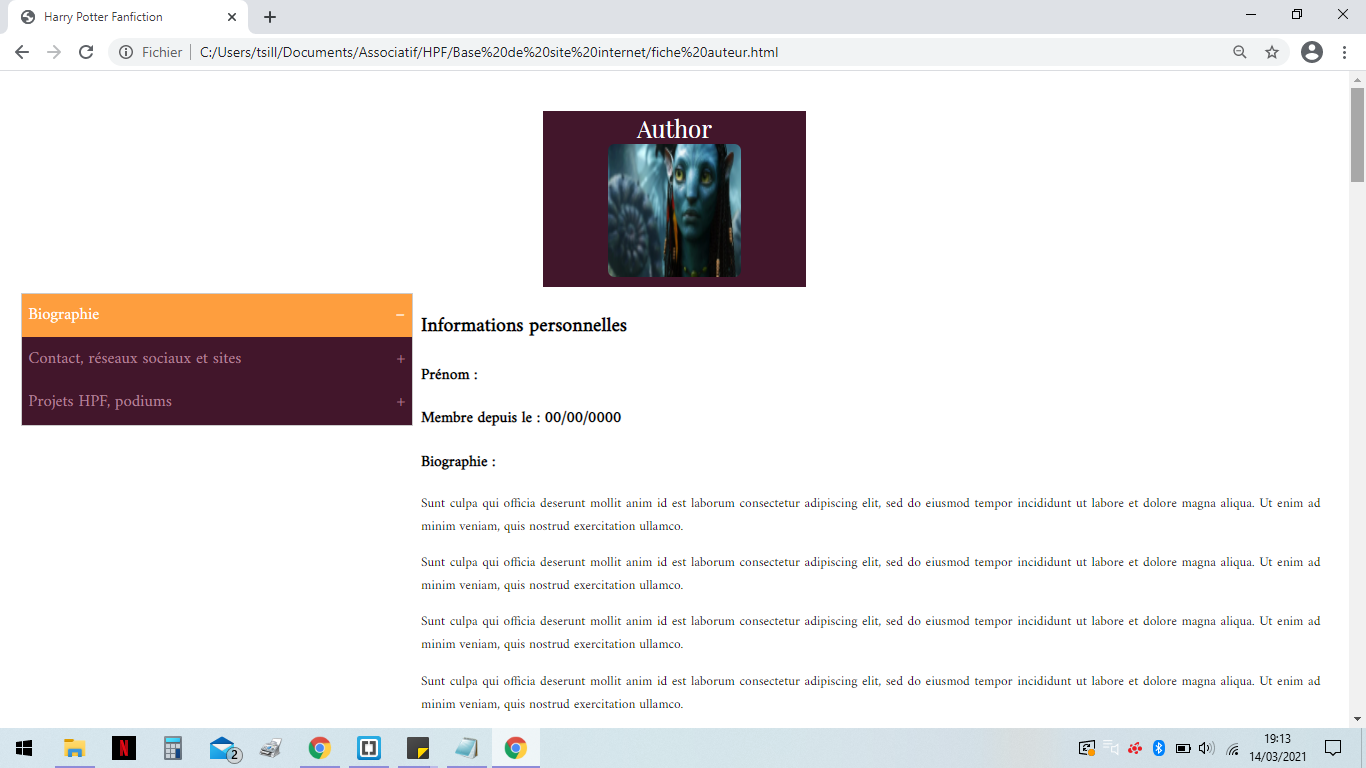 Harry Potter Fanfiction
Fichier
C:/Users/tsill/Documents/Associatif/HPF/Base%20de%20site%20internet/fiche%20auteur.html
Author
Biographie −
Contact, réseaux sociaux et sites +
Projets HPF, podiums +
Informations personnelles
Prénom :
Membre depuis le : 00/00/0000
Biographie :
Sunt culpa qui officia deserunt mollit anim id est laborum consectetur adipiscing elit, sed do eiusmod tempor incididunt ut labore et dolore magna aliqua. Ut enim ad
minim veniam, quis nostrud exercitation ullamco.
Sunt culpa qui officia deserunt mollit anim id est laborum consectetur adipiscing elit, sed do eiusmod tempor incididunt ut labore et dolore magna aliqua. Ut enim ad
minim veniam, quis nostrud exercitation ullamco.
Sunt culpa qui officia deserunt mollit anim id est laborum consectetur adipiscing elit, sed do eiusmod tempor incididunt ut labore et dolore magna aliqua. Ut enim ad
minim veniam, quis nostrud exercitation ullamco.
Sunt culpa qui officia deserunt mollit anim id est laborum consectetur adipiscing elit, sed do eiusmod tempor incididunt ut labore et dolore magna aliqua. Ut enim ad
minim veniam, quis nostrud exercitation ullamco.
N
2
19:13
14/03/2021